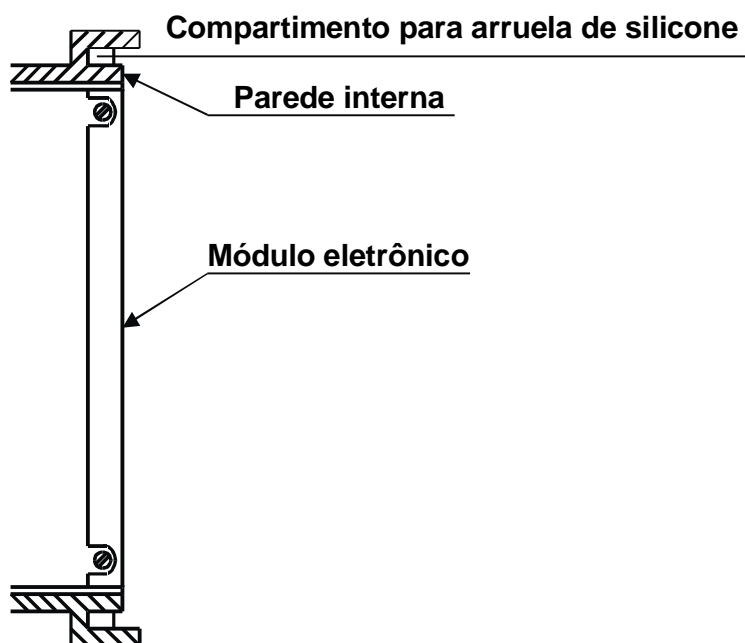 Compartimento para arruela de silicone
Parede interna
Módulo eletrônico